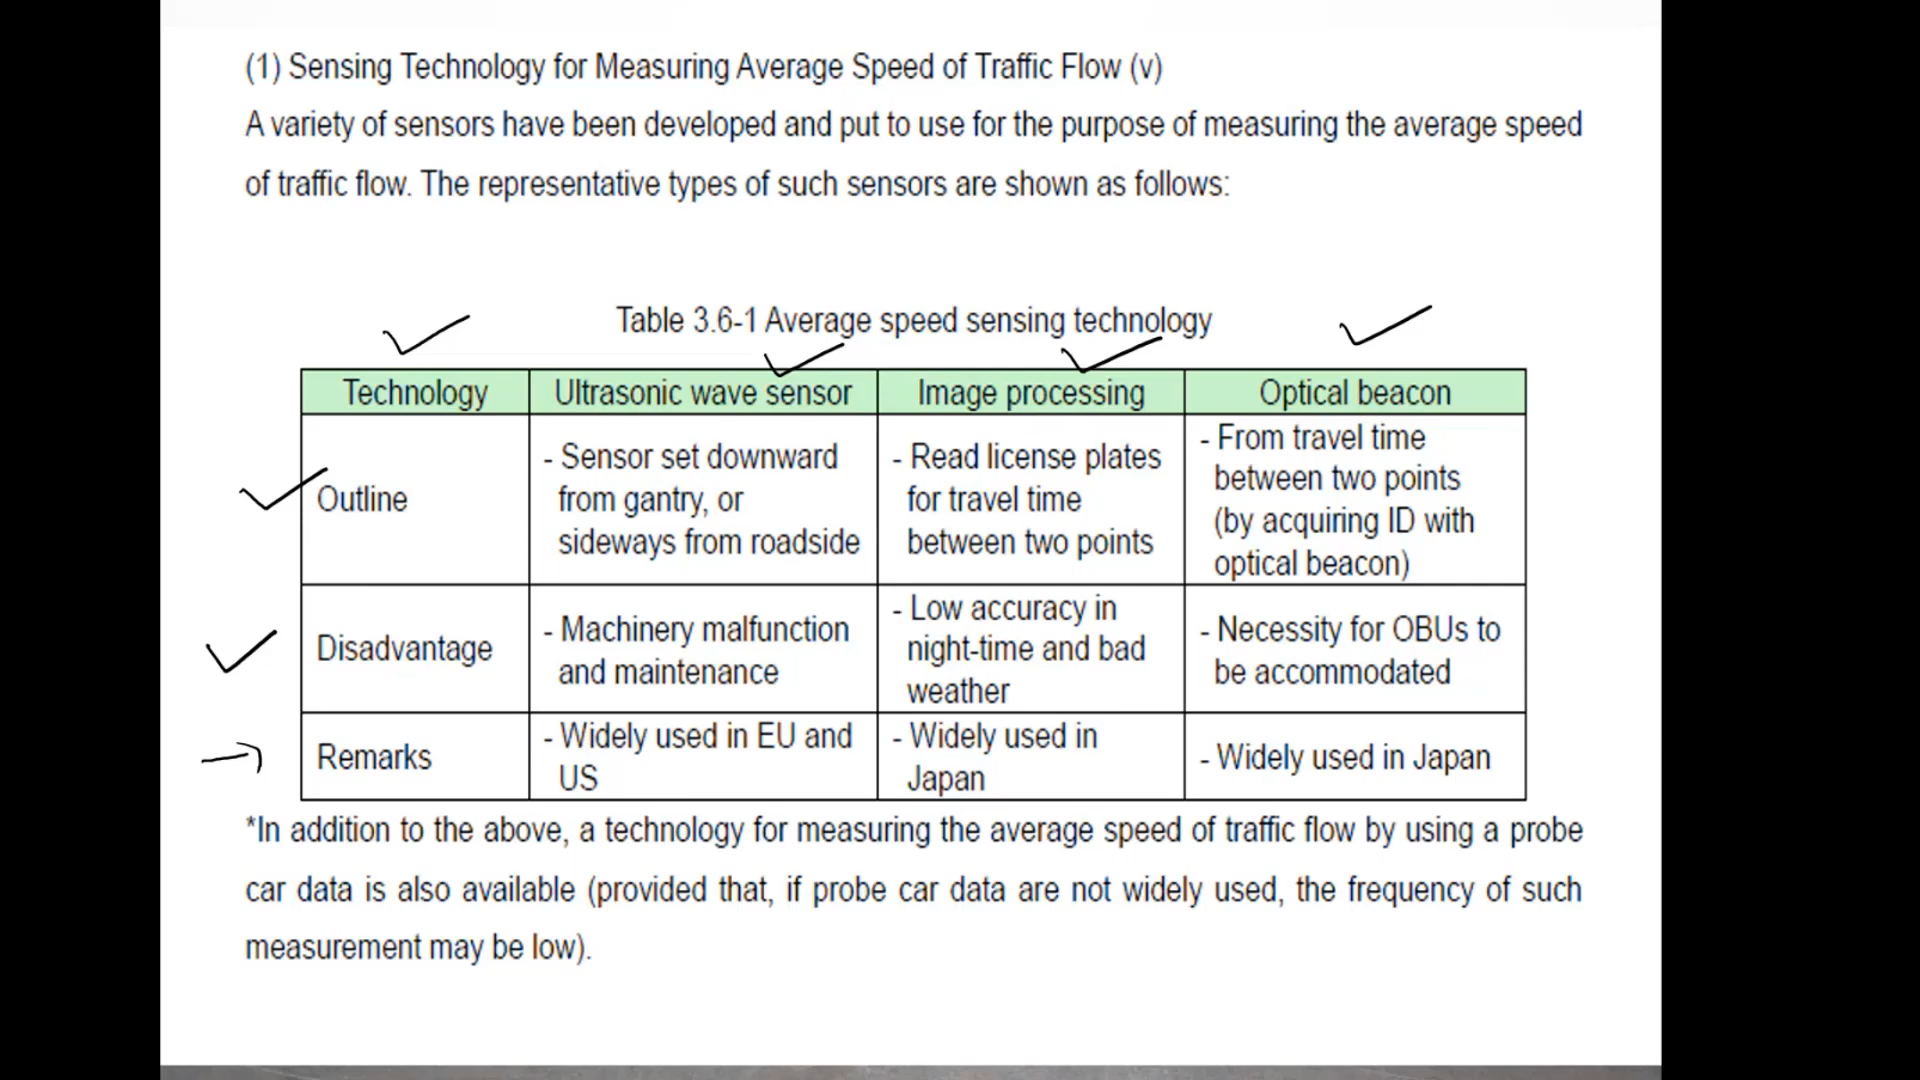 (1) Sensing Technology for Measuring Average Speed of Traffic Flow (v)
A variety of sensors have been developed and put to use for the purpose of measuring the average speed
of traffic flow. The representative types of such sensors are shown as follows:
Table 3.6-1 Average speed sensing technology
Technology
Ultrasonic wave sensor
Image processing
Optical beacon
Outline
- Sensor set downward
from gantry, or
sideways from roadside
- Read license plates
for travel time
between two points
- From travel time
between two points
(by acquiring ID with
optical beacon)
Disadvantage
- Machinery malfunction
and maintenance
- Low accuracy in
night-time and bad
weather
- Necessity for OBUs to
be accommodated
Remarks
- Widely used in EU and
US
- Widely used in
Japan
- Widely used in Japan
*In addition to the above, a technology for measuring the average speed of traffic flow by using a probe
car data is also available (provided that, if probe car data are not widely used, the frequency of such
measurement may be low).